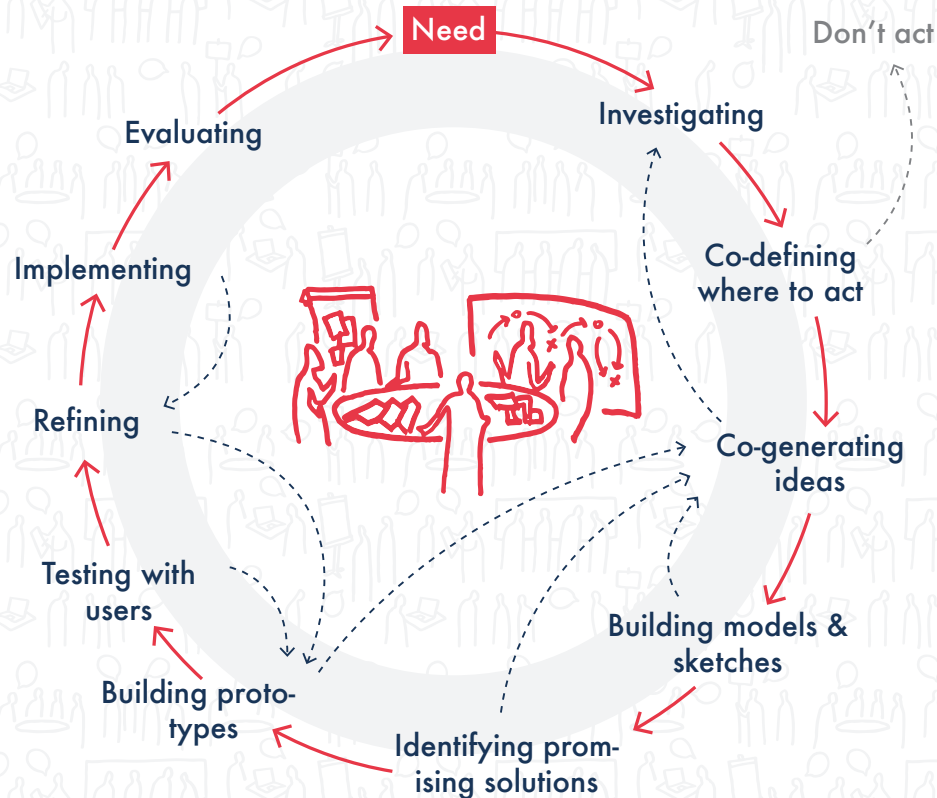 Need
Don't act
Investigating
Evaluating
Co-defining
where to act
Implementing
Refining
Co-generating
ideas
Testing with
users
Building models &
sketches
Building proto-
types
Identifying prom-
ising solutions